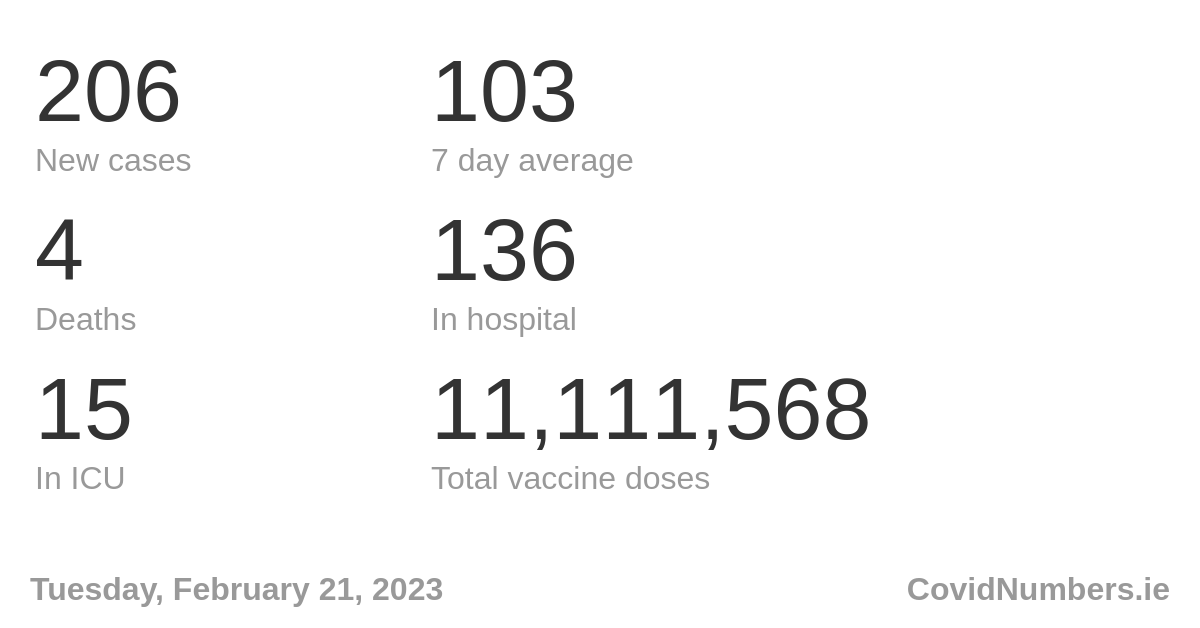 206
New cases
103
7 day average
4
Deaths
136
In hospital
15
In ICU
11,111,568
Total vaccine doses
Tuesday, February 21, 2023
CovidNumbers.ie